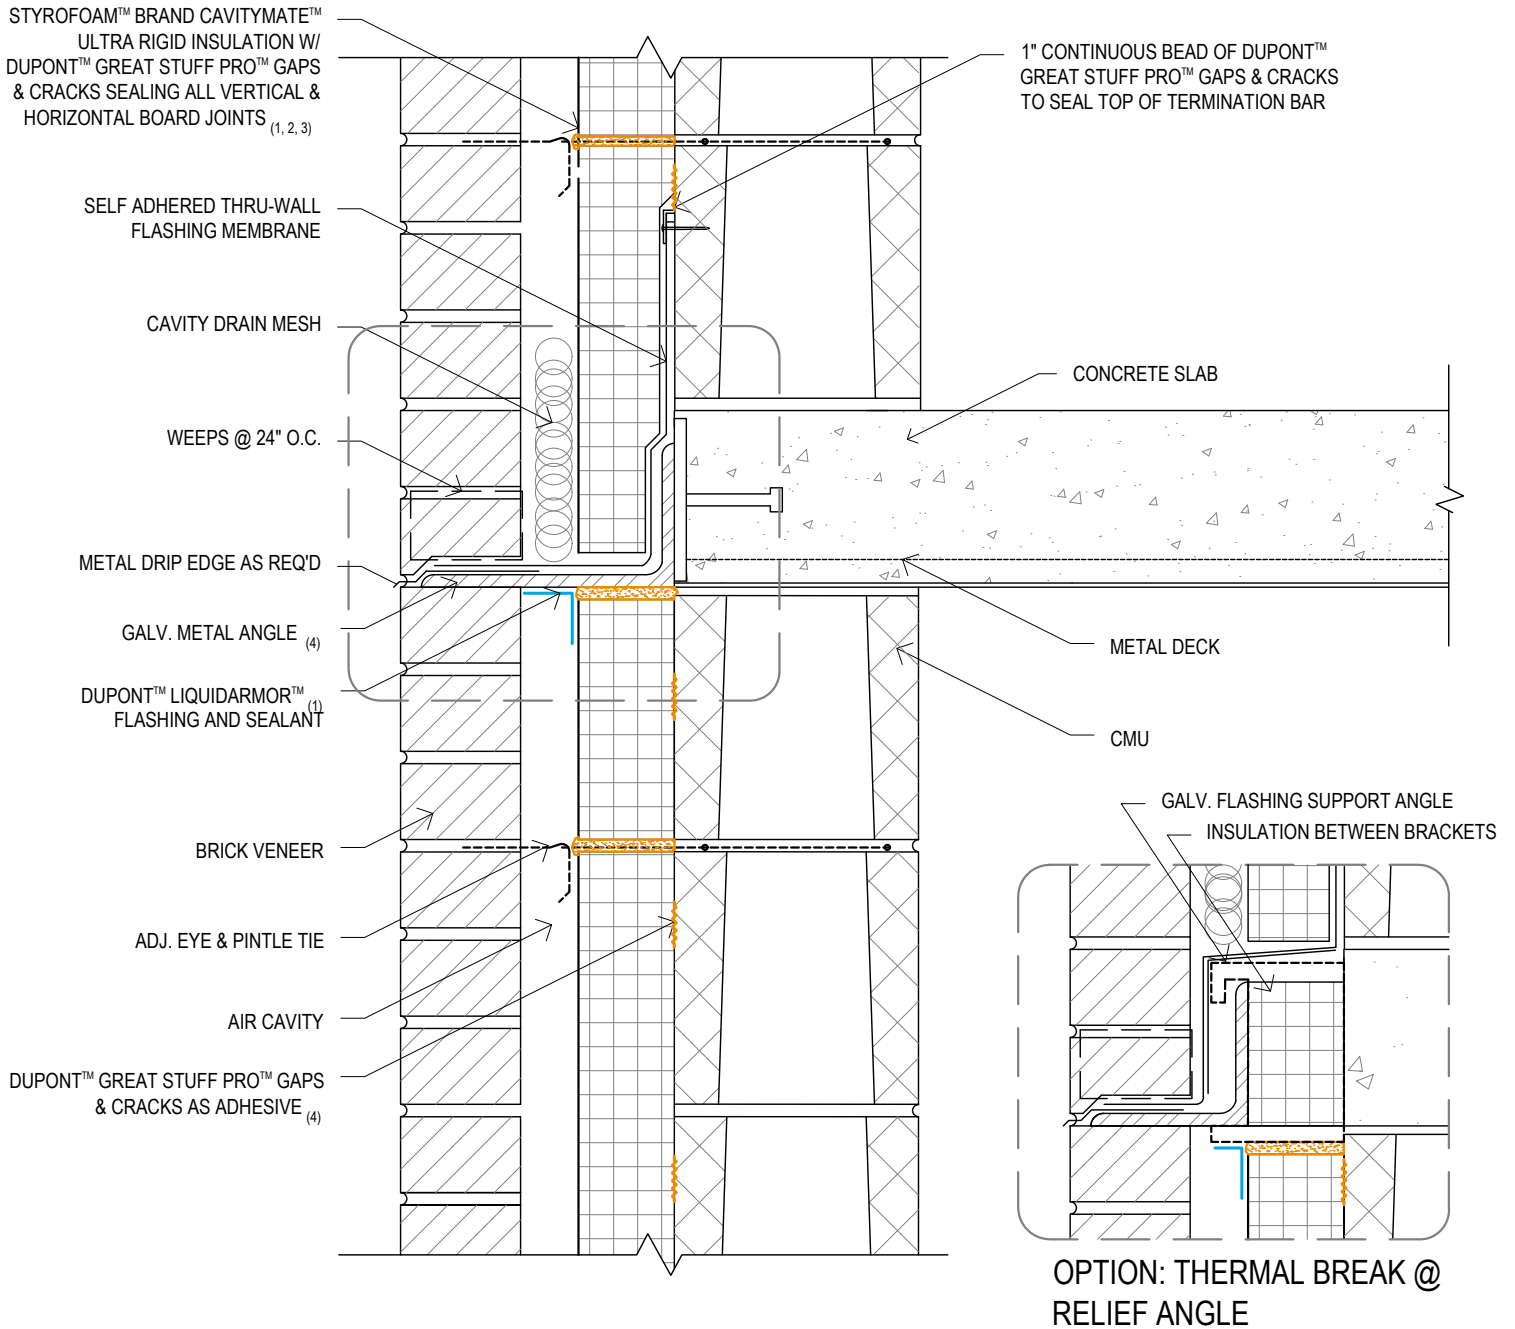 STYROFOAM™ BRAND CAVITYMATE™
ULTRA RIGID INSULATION W/
DUPONT™ GREAT STUFF PRO™ GAPS
& CRACKS SEALING ALL VERTICAL &
HORIZONTAL BOARD JOINTS (1, 2, 3)
SELF ADHERED THRU-WALL
FLASHING MEMBRANE
CAVITY DRAIN MESH
WEEPS @ 24" O.C.
METAL DRIP EDGE AS REQ'D
GALV. METAL ANGLE (4)
DUPONT™ LIQUIDARMOR™ (1)
FLASHING AND SEALANT
BRICK VENEER
ADJ. EYE & PINTLE TIE
AIR CAVITY
DUPONT™ GREAT STUFF PRO™ GAPS
& CRACKS AS ADHESIVE (4)
1" CONTINUOUS BEAD OF DUPONT™
GREAT STUFF PRO™ GAPS & CRACKS
TO SEAL TOP OF TERMINATION BAR
CONCRETE SLAB
METAL DECK
CMU
GALV. FLASHING SUPPORT ANGLE
INSULATION BETWEEN BRACKETS
OPTION: THERMAL BREAK @
RELIEF ANGLE